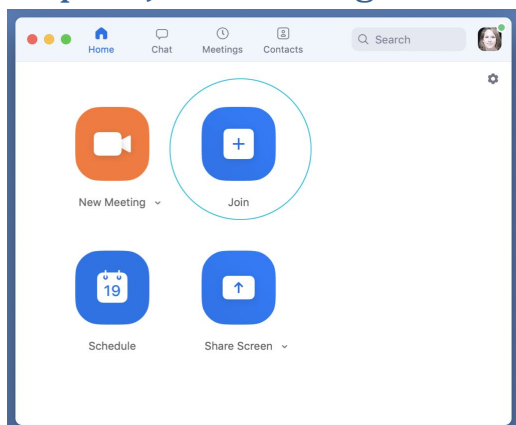 Home
Chat
Meetings
Contacts
Search
New Meeting
Join
19
Schedule
Share Screen